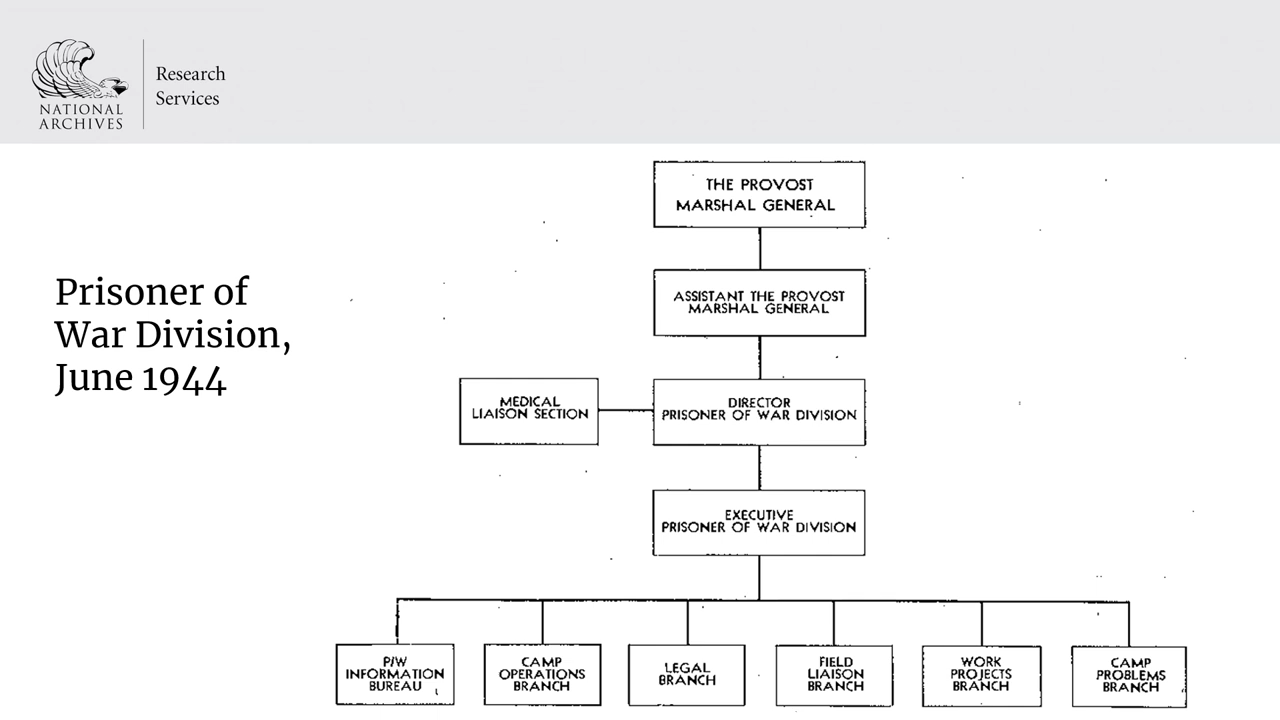 NATIONAL
ARCHIVES
Research
Services
Prisoner of
War Division,
June 1944
THE PROVOST
MARSHAL GENERAL
ASSISTANT THE PROVOST
MARSHAL GENERAL
MEDICAL
LIAISON SECTION
DIRECTOR
PRISONER OF WAR DIVISION
EXECUTIVE
PRISONER OF WAR DIVISION
P/W
INFORMATION
BUREAU
CAMP
OPERATIONS
BRANCH
LEGAL
BRANCH
FIELD
LIAISON
BRANCH
WORK
PROJECTS
BRANCH
CAMP
PROBLEMS
BRANCH